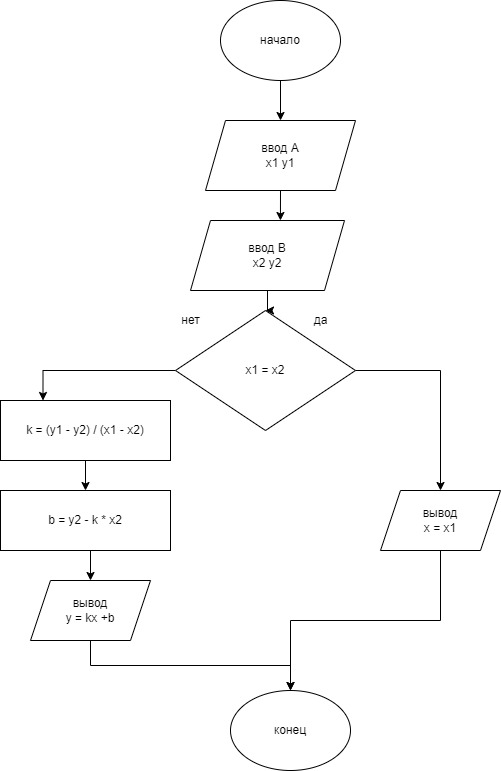 начало
ввод А
x1 y1
ввод В
x2 y2
нет
да
x1 = x2
k = (y1 - y2) / (x1 - x2)
b = y2 - k * x2
вывод
x = x1
вывод
y = kx +b
конец